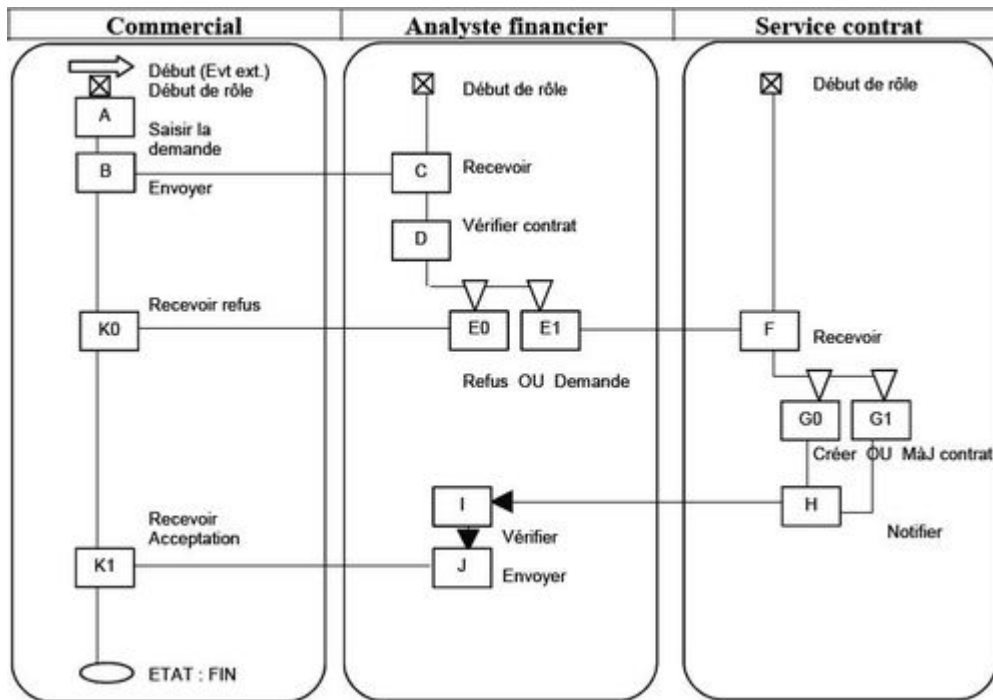 Commercial
Analyste financier
Service contrat
Début (Evt ext.)
Début de rôle
Début de rôle
Début de rôle
A
Saisir la
demande
B
Envoyer
C
Recevoir
D
Vérifier contrat
Recevoir refus
K0
E0
E1
F
Recevoir
Refus OU Demande
G0
G1
Créer OU MàJ contrat
I
H
Vérifier
Notifier
Recevoir
Acceptation
K1
J
Envoyer
ETAT : FIN